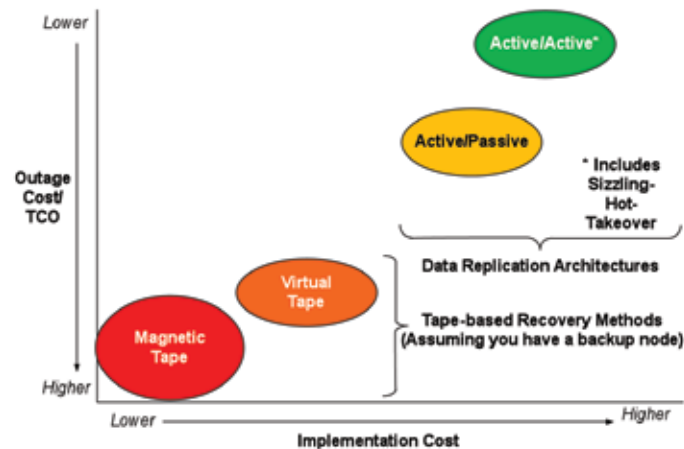 Lower
Active/Active*
Active/Passive
* Includes
Sizzling-
Hot-
Takeover
Outage
Cost/
TCO
Data Replication Architectures
Virtual
Tape
Tape-based Recovery Methods
(Assuming you have a backup node)
Magnetic
Tape
Higher
Lower
Higher
Implementation Cost